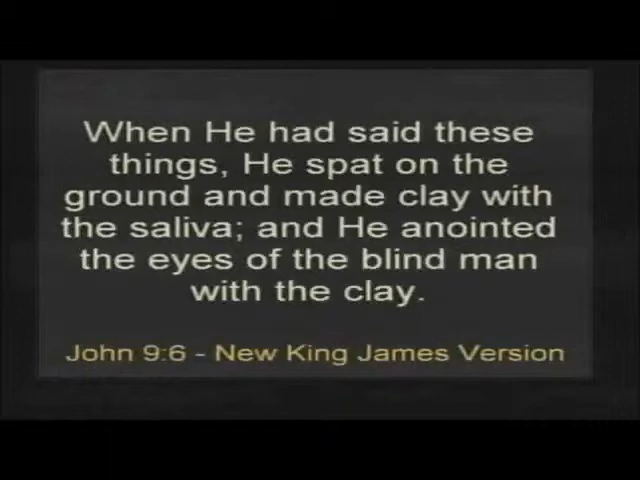 When He had said these
things, He spat on the
ground and made clay with
the saliva; and He anointed
the eyes of the blind man
with the clay.
John 9:6 - New King James Version